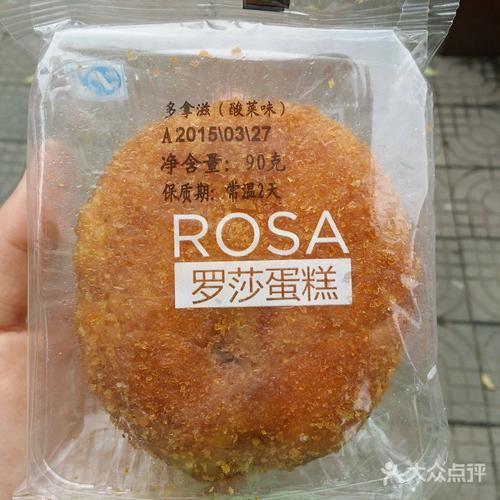 多拿滋（酸菜味）
A 2015\03\27
净含量：90克
保质期：常温2天
ROSA
罗莎蛋糕
大众点评